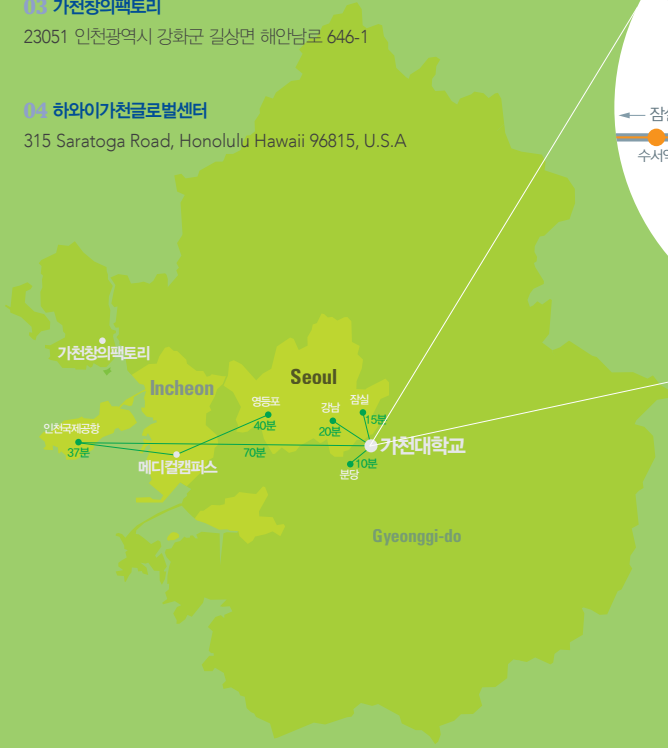 03 가천창의팩토리
23051 인천광역시 강화군 길상면 해안남로 646-1
04 하와이가천글로벌센터
315 Saratoga Road, Honolulu Hawaii 96815, U.S.A
수서역
가천창의팩토리
Incheon
Seoul
영등포
40분
강남
20분
잠실
15분
인천국제공항
37분
메디컬캠퍼스
70분
가천대학교
분당
10분
Gyeonggi-do